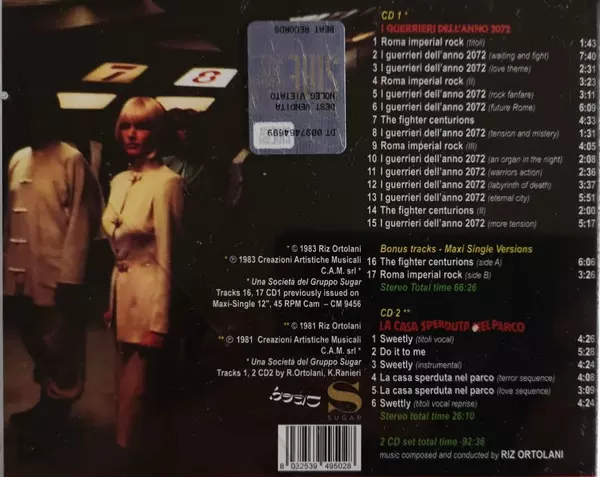 7 8
BEAT RECORDS
DEST. VENDITA
NOLEG.VIETATO
DT 009748469
CD 1 *
I GUERRIERI DELL'ANNO 2072
1 Roma imperial rock (titoli) 1:43
2 I guerrieri dell'anno 2072 (waiting and fight) 7:40
3 I guerrieri dell'anno 2072 (love theme) 2:31
4 Roma imperial rock (II) 3:23
5 I guerrieri dell'anno 2072 (rock fanfare) 3:11
6 I guerrieri dell'anno 2072 (future Rome) 6:09
7 The fighter centurions 4:33
8 I guerrieri dell'anno 2072 (tension and mistery) 1:31
9 Roma imperial rock (III) 4:05
10 I guerrieri dell'anno 2072 (an organ in the night) 2:08
11 I guerrieri dell'anno 2072 (warriors action) 2:36
12 I guerrieri dell'anno 2072 (labyrinth of death) 3:37
13 I guerrieri dell'anno 2072 (eternal city) 5:51
14 The fighter centurions (II) 2:00
15 I guerrieri dell'anno 2072 (more tension) 5:17
Bonus tracks - Maxi Single Versions
16 The fighter centurions (side A) 6:06
17 Roma imperial rock (side B) 3:26
Stereo Total time 66:26
CD 2 **
LA CASA SPERDUTA NEL PARCO
1 Sweetly (titoli vocal) 4:26
2 Do it to me 5:28
3 Sweetly (instrumental) 4:24
4 La casa sperduta nel parco (terror sequence) 4:08
5 La casa sperduta nel parco (love sequence) 3:09
6 Swettly (titoli vocal reprise) 4:24
Stereo total time 26:10
2 CD set total time 92:36
music composed and conducted by RIZ ORTOLANI
* © 1983 Riz Ortolani
* ℗ 1983 Creazioni Artistiche Musicali
C.A.M. srl *
* Una Società del Gruppo Sugar
Tracks 16, 17 CD1 previously issued on
Maxi-Single 12", 45 RPM Cam – CM 9456
** © 1981 Riz Ortolani
** ℗ 1981 Creazioni Artistiche Musicali
C.A.M. srl *
* Una Società del Gruppo Sugar
Tracks 1, 2 CD2 by R.Ortolani, K.Ranieri
S
SUGAR
8 032539 495028